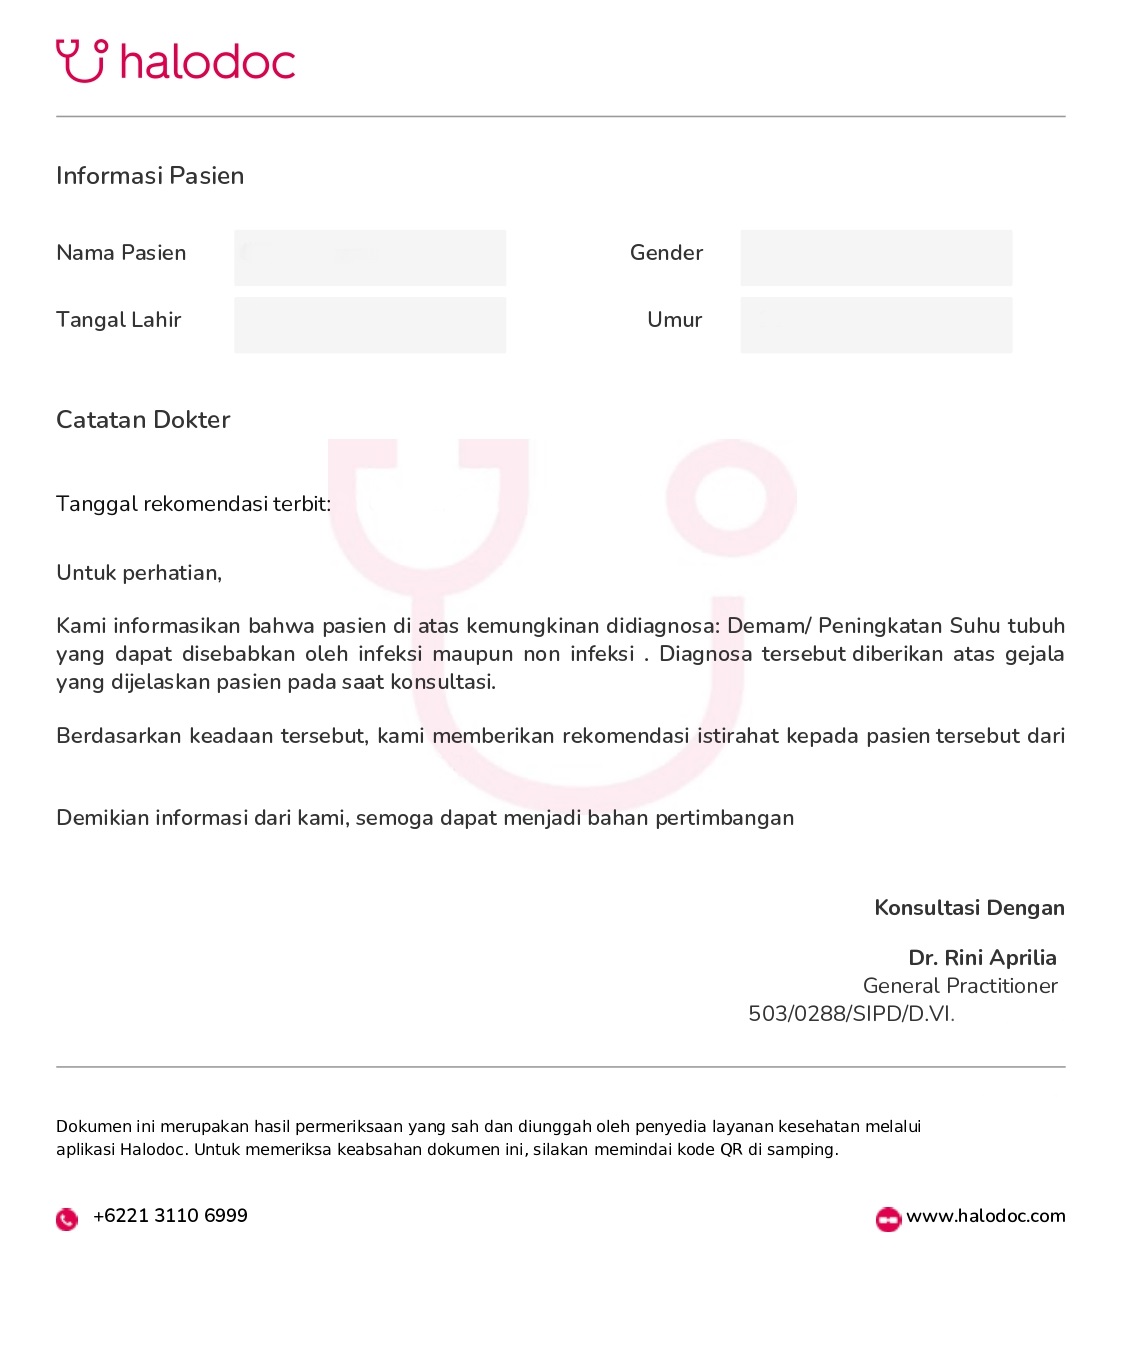 halodoc
Informasi Pasien
Nama Pasien
Gender
Tangal Lahir
Umur
Catatan Dokter
Tanggal rekomendasi terbit:
Untuk perhatian,
Kami informasikan bahwa pasien di atas kemungkinan didiagnosa: Demam/ Peningkatan Suhu tubuh
yang dapat disebabkan oleh infeksi maupun non infeksi . Diagnosa tersebut diberikan atas gejala
yang dijelaskan pasien pada saat konsultasi.
Berdasarkan keadaan tersebut, kami memberikan rekomendasi istirahat kepada pasien tersebut dari
Demikian informasi dari kami, semoga dapat menjadi bahan pertimbangan
Konsultasi Dengan
Dr. Rini Aprilia
General Practitioner
503/0288/SIPD/D.VI.
Dokumen ini merupakan hasil permeriksaan yang sah dan diunggah oleh penyedia layanan kesehatan melalui
aplikasi Halodoc. Untuk memeriksa keabsahan dokumen ini, silakan memindai kode QR di samping.
+6221 3110 6999
www.halodoc.com